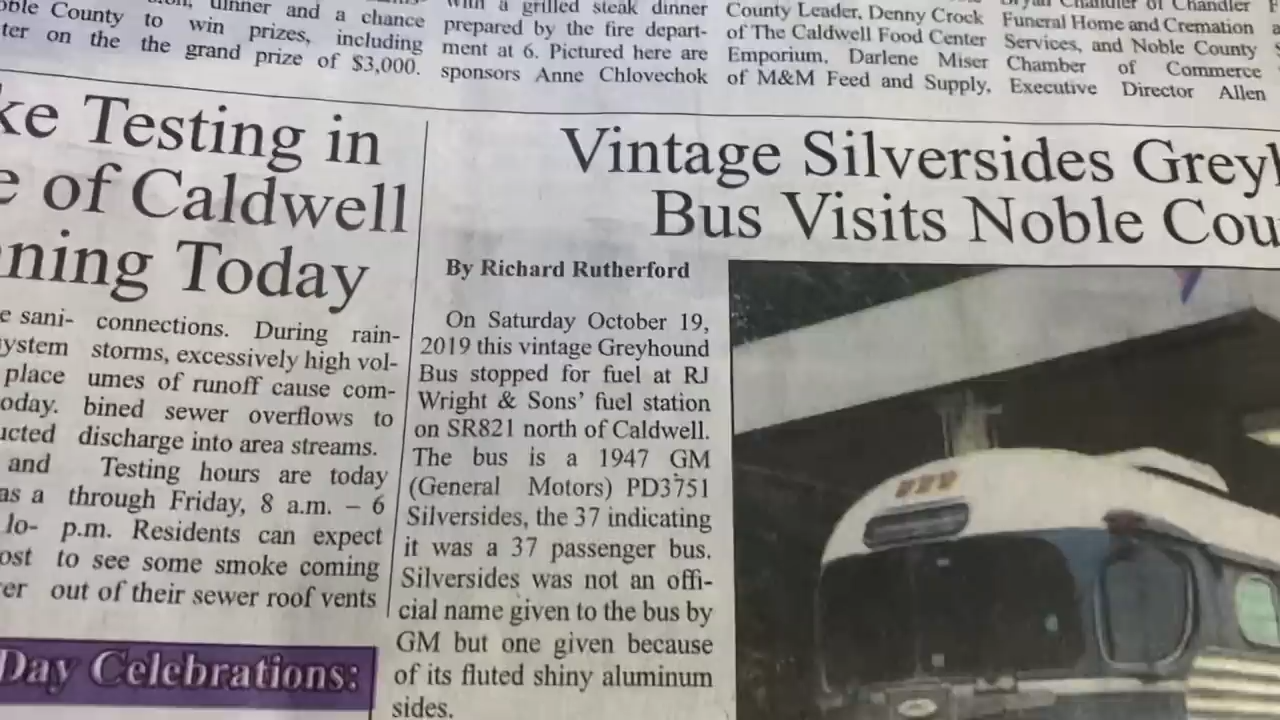 dinner and a chance
County to win prizes, including
ter on the the grand prize of $3,000.
with a grilled steak dinner
prepared by the fire depart-
ment at 6. Pictured here are
sponsors Anne Chlovechok
County Leader, Denny Crock
of The Caldwell Food Center
Emporium, Darlene Miser
of M&M Feed and Supply,
of Chandler
Funeral Home and Cremation
Services, and Noble County
Chamber of Commerce
Executive Director Allen
ke Testing in
e of Caldwell
ning Today
e sani-
ystem
place
oday.
ucted
and
as a
lo-
ost
er
connections. During rain-
storms, excessively high vol-
umes of runoff cause com-
bined sewer overflows to
discharge into area streams.
Testing hours are today
through Friday, 8 a.m. – 6
p.m. Residents can expect
to see some smoke coming
out of their sewer roof vents
Day Celebrations:
Vintage Silversides Greyh
Bus Visits Noble Cou
By Richard Rutherford
On Saturday October 19,
2019 this vintage Greyhound
Bus stopped for fuel at RJ
Wright & Sons' fuel station
on SR821 north of Caldwell.
The bus is a 1947 GM
(General Motors) PD3751
Silversides, the 37 indicating
it was a 37 passenger bus.
Silversides was not an offi-
cial name given to the bus by
GM but one given because
of its fluted shiny aluminum
sides.